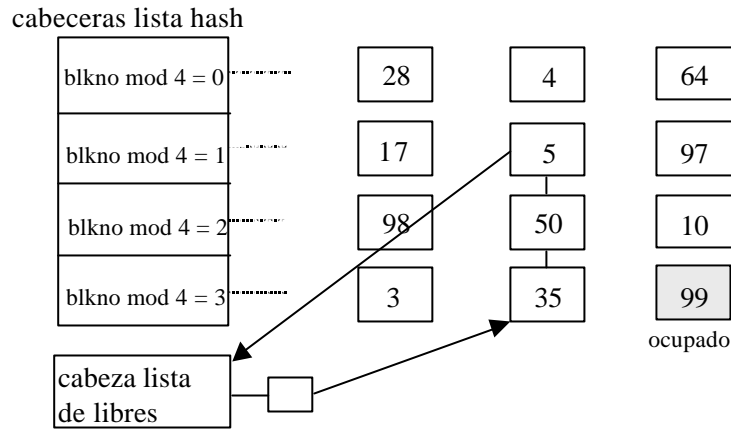 cabeceras lista hash
blkno mod 4 = 0 28 4 64
blkno mod 4 = 1 17 5 97
blkno mod 4 = 2 98 50 10
blkno mod 4 = 3 3 35 99
ocupado
cabeza lista
de libres